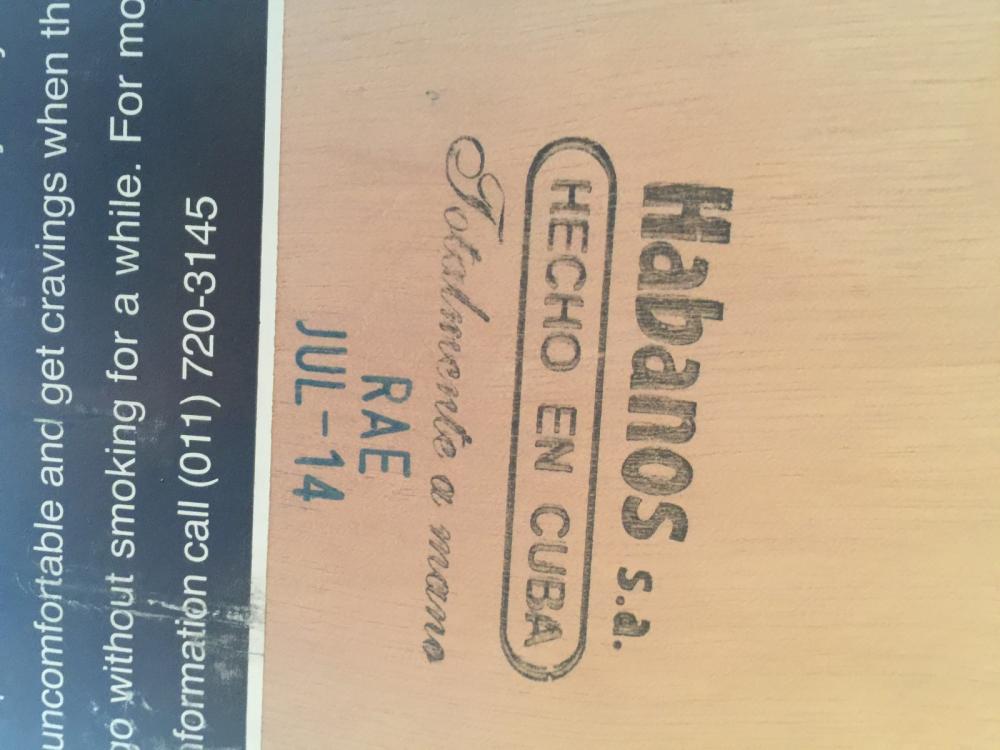 Habanos s.a.
HECHO EN CUBA
Totalmente a mano
RAE
JUL-14
uncomfortable and get cravings when th
go without smoking for a while. For mo
nformation call (011) 720-3145